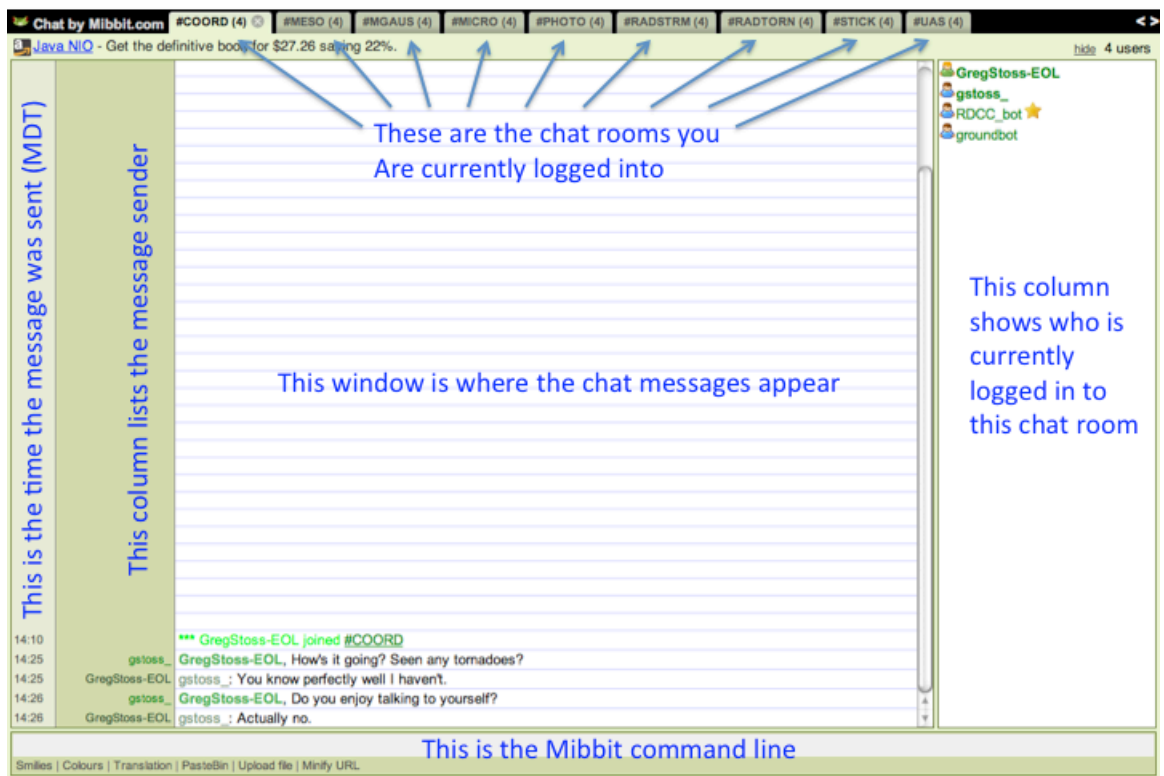 Chat by Mibbit.com #COORD (4) #MESO (4) #MGAUS (4) #MICRO (4) #PHOTO (4) #RADSTRM (4) #RADTORN (4) #STICK (4) #UAS (4) < >
Java NIO - Get the definitive book for $27.26 saving 22%.
hide 4 users
GregStoss-EOL
gstoss_
RDCC_bot
groundbot
These are the chat rooms you
Are currently logged into
This is the time the message was sent (MDT)
This column lists the message sender
This window is where the chat messages appear
This column
shows who is
currently
logged in to
this chat room
14:10 *** GregStoss-EOL joined #COORD
14:25 gstoss_ GregStoss-EOL, How's it going? Seen any tornadoes?
14:25 GregStoss-EOL gstoss_: You know perfectly well I haven't.
14:26 gstoss_ GregStoss-EOL, Do you enjoy talking to yourself?
14:26 GregStoss-EOL gstoss_: Actually no.
This is the Mibbit command line
Smilies | Colours | Translation | PasteBin | Upload file | Minify URL